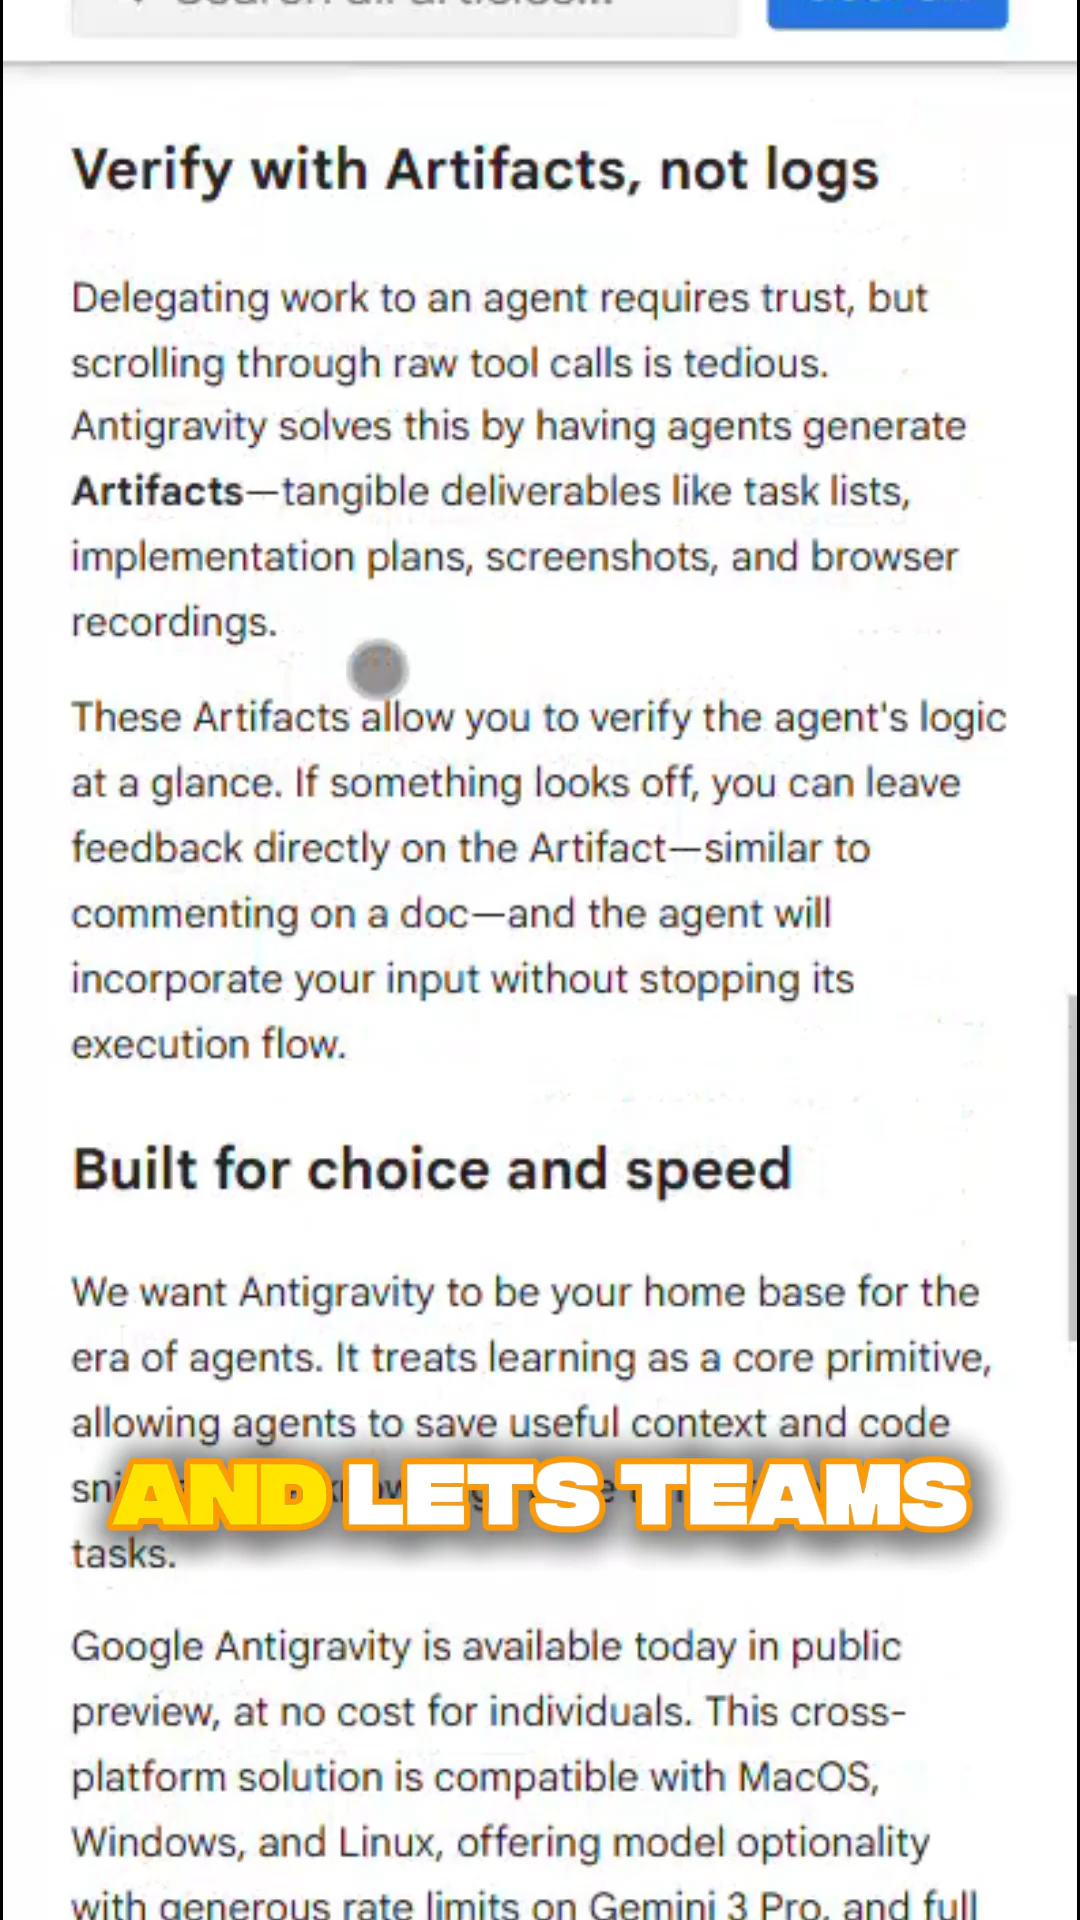 Verify with Artifacts, not logs
Delegating work to an agent requires trust, but
scrolling through raw tool calls is tedious.
Antigravity solves this by having agents generate
Artifacts—tangible deliverables like task lists,
implementation plans, screenshots, and browser
recordings.
These Artifacts allow you to verify the agent's logic
at a glance. If something looks off, you can leave
feedback directly on the Artifact—similar to
commenting on a doc—and the agent will
incorporate your input without stopping its
execution flow.
Built for choice and speed
We want Antigravity to be your home base for the
era of agents. It treats learning as a core primitive,
allowing agents to save useful context and code
AND LETS TEAMS
tasks.
Google Antigravity is available today in public
preview, at no cost for individuals. This cross-
platform solution is compatible with MacOS,
Windows, and Linux, offering model optionality
with generous rate limits on Gemini 3 Pro, and full